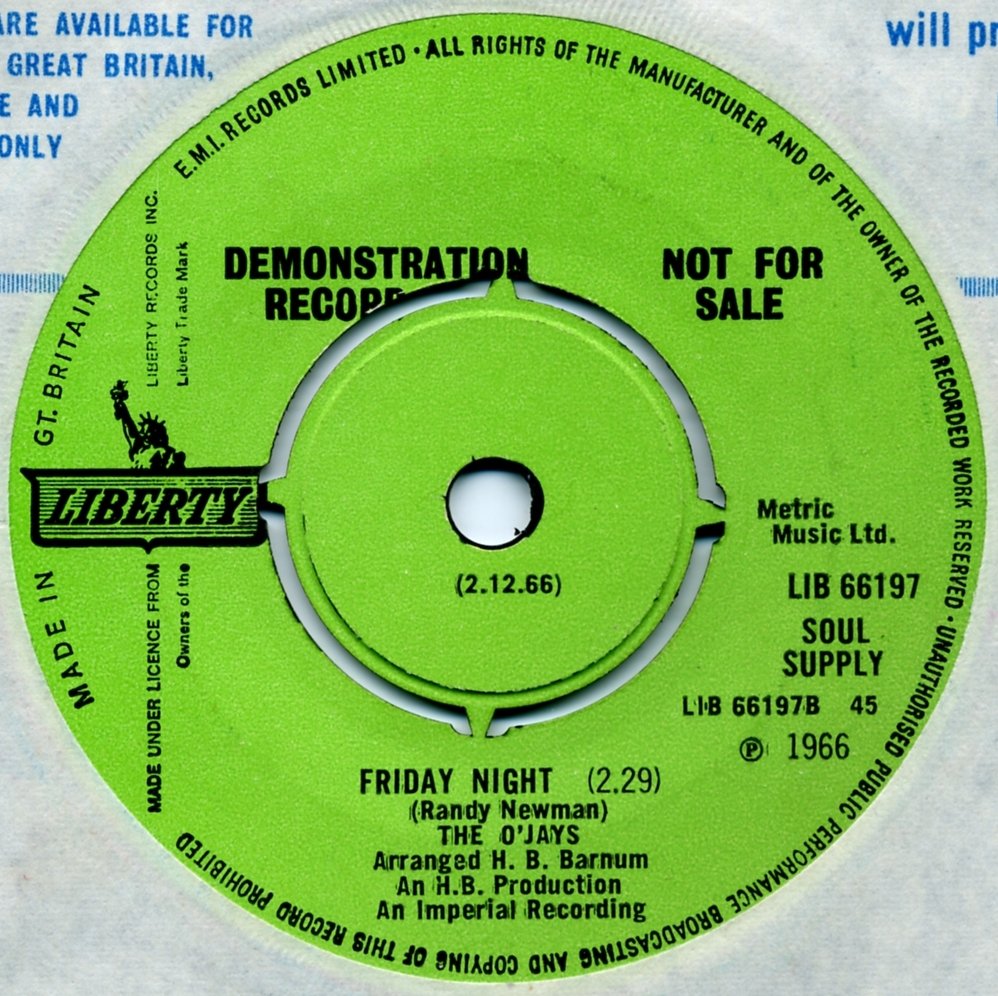 ARE AVAILABLE FOR
GREAT BRITAIN,
E AND
ONLY
will pr
E.M.I. RECORDS LIMITED · ALL RIGHTS OF THE MANUFACTURER AND OF THE OWNER OF THE RECORDED WORK RESERVED · UNAUTHORISED PUBLIC PERFORMANCE BROADCASTING AND COPYING OF THIS RECORD PROHIBITED
MADE IN GT. BRITAIN
DEMONSTRATION
RECORD
NOT FOR
SALE
LIBERTY RECORDS INC.
Liberty Trade Mark
LIBERTY
MADE UNDER LICENCE FROM
Owners of the
Metric
Music Ltd.
(2.12.66)
LIB 66197
SOUL
SUPPLY
LIB 66197B 45
℗ 1966
FRIDAY NIGHT (2.29)
(Randy Newman)
THE O'JAYS
Arranged H. B. Barnum
An H.B. Production
An Imperial Recording